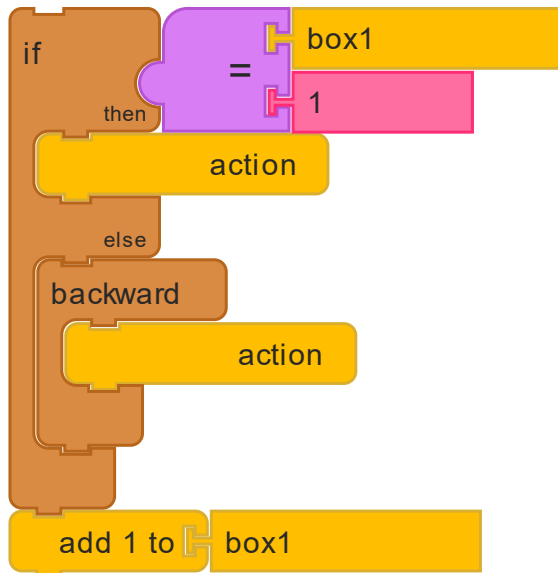 if
= box1
then 1
action
else
backward
action
add 1 to box1